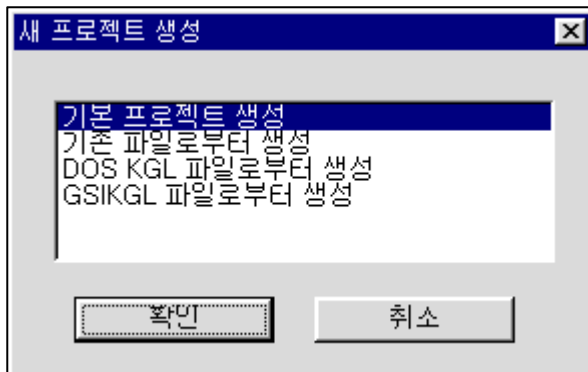 새 프로젝트 생성
기본 프로젝트 생성
기존 파일로부터 생성
DOS KGL 파일로부터 생성
GSIKGL 파일로부터 생성
확인 취소